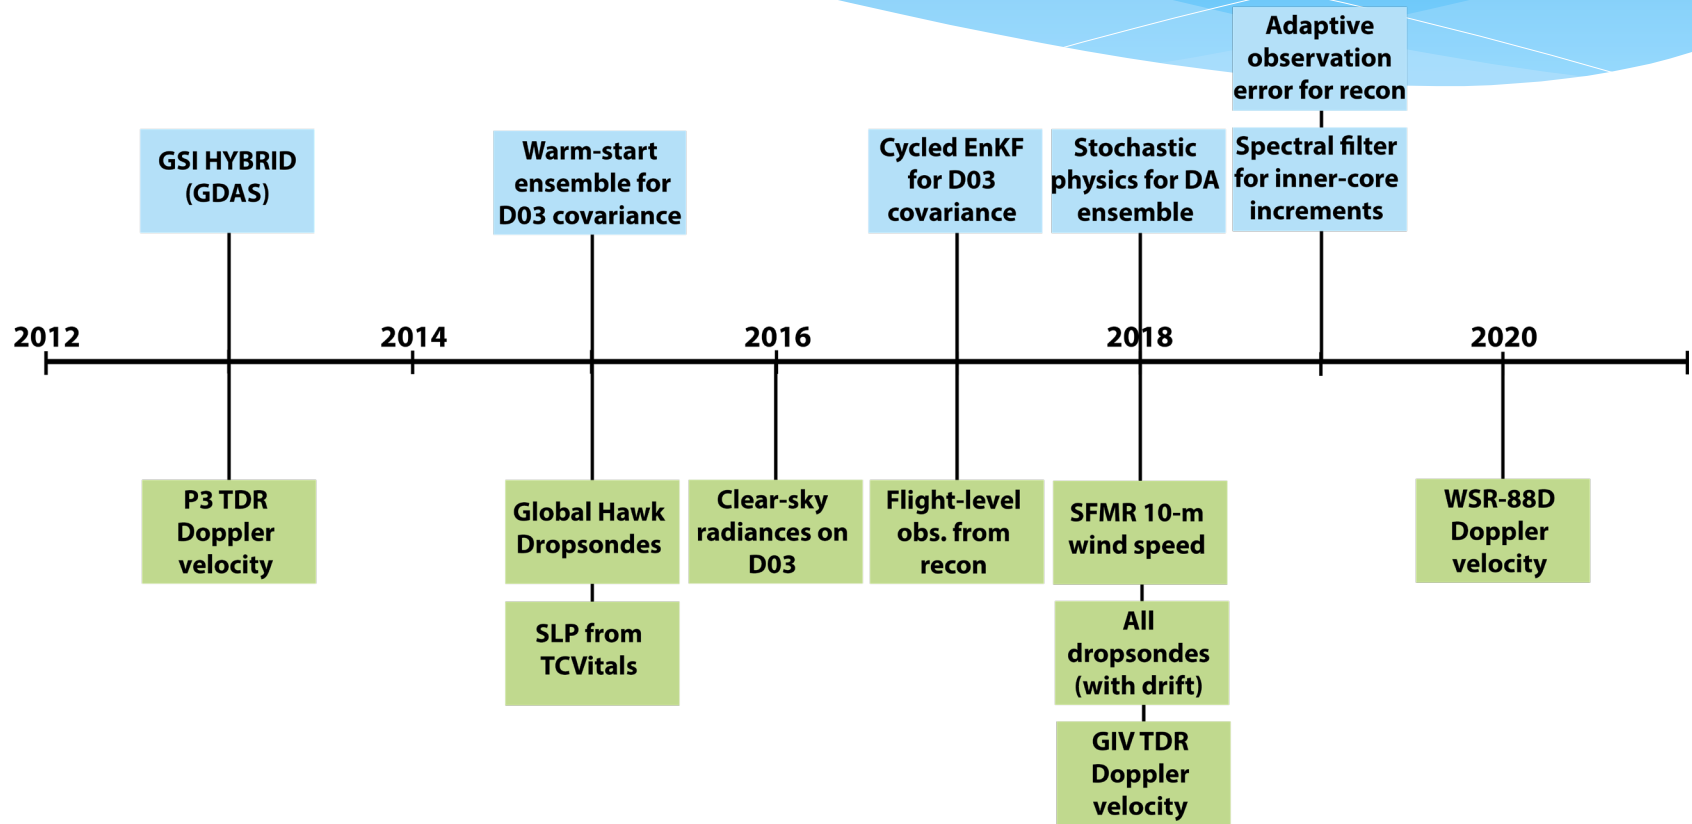 Adaptive
observation
error for recon
GSI HYBRID
(GDAS)
Warm-start
ensemble for
D03 covariance
Cycled EnKF
for D03
covariance
Stochastic
physics for DA
ensemble
Spectral filter
for inner-core
increments
2012
2014
2016
2018
2020
P3 TDR
Doppler
velocity
Global Hawk
Dropsondes
SLP from
TCVitals
Clear-sky
radiances on
D03
Flight-level
obs. from
recon
SFMR 10-m
wind speed
All
dropsondes
(with drift)
GIV TDR
Doppler
velocity
WSR-88D
Doppler
velocity